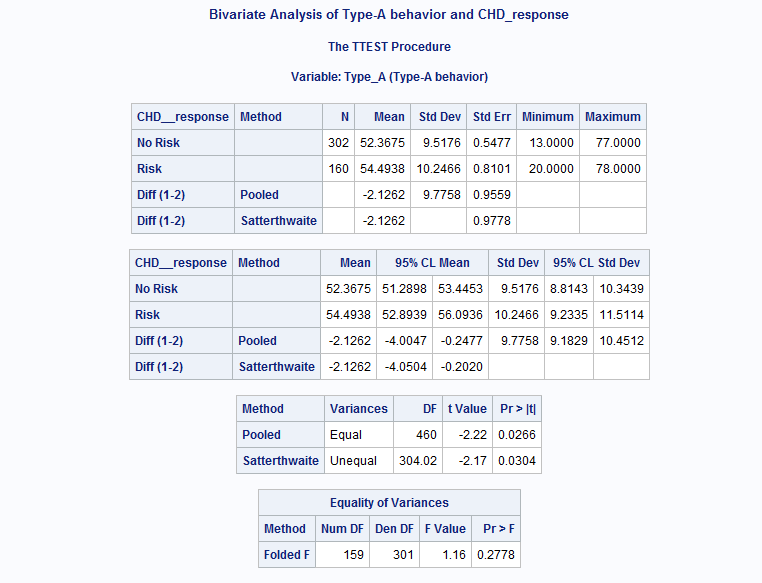 Bivariate Analysis of Type-A behavior and CHD_response
The TTEST Procedure
Variable: Type_A (Type-A behavior)
CHD__response Method N Mean Std Dev Std Err Minimum Maximum
No Risk 302 52.3675 9.5176 0.5477 13.0000 77.0000
Risk 160 54.4938 10.2466 0.8101 20.0000 78.0000
Diff (1-2) Pooled -2.1262 9.7758 0.9559
Diff (1-2) Satterthwaite -2.1262 0.9778
CHD__response Method Mean 95% CL Mean Std Dev 95% CL Std Dev
No Risk 52.3675 51.2898 53.4453 9.5176 8.8143 10.3439
Risk 54.4938 52.8939 56.0936 10.2466 9.2335 11.5114
Diff (1-2) Pooled -2.1262 -4.0047 -0.2477 9.7758 9.1829 10.4512
Diff (1-2) Satterthwaite -2.1262 -4.0504 -0.2020
Method Variances DF t Value Pr > |t|
Pooled Equal 460 -2.22 0.0266
Satterthwaite Unequal 304.02 -2.17 0.0304
Equality of Variances
Method Num DF Den DF F Value Pr > F
Folded F 159 301 1.16 0.2778